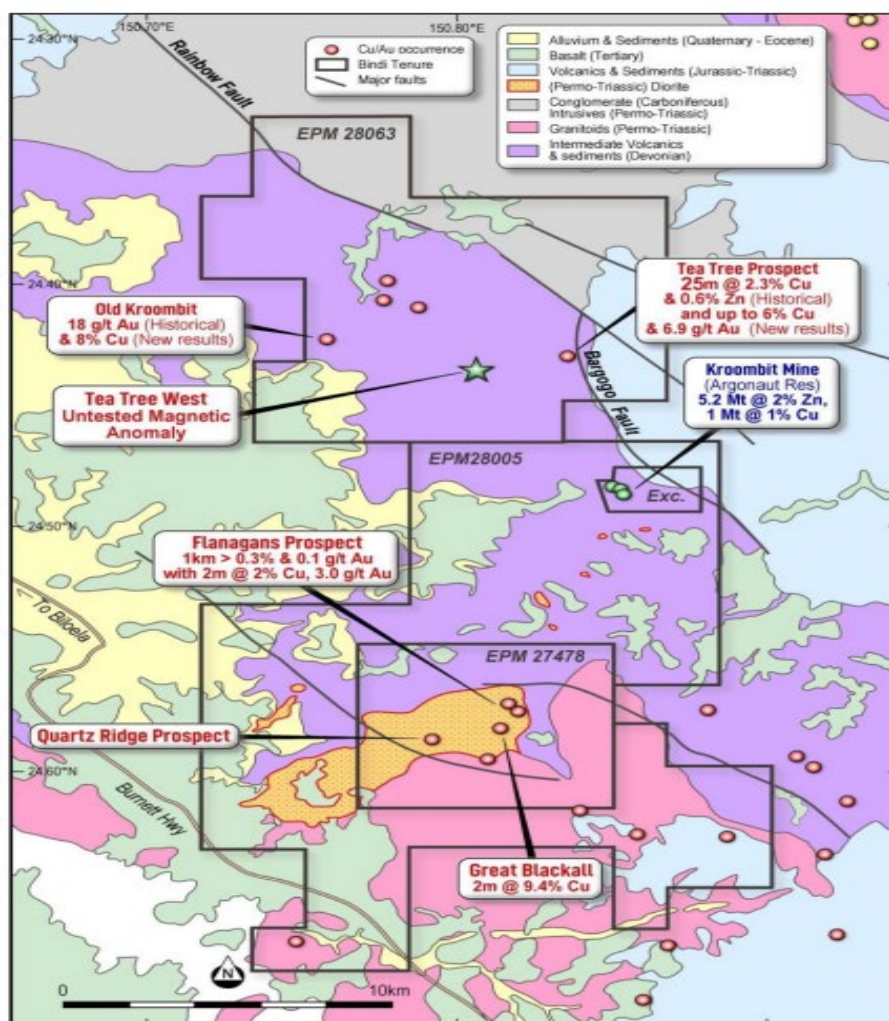 150.70°E
150.80°E
24.30°N
Rainbow Fault
Cu/Au occurrence
Bindi Tenure
Major faults
Alluvium & Sediments (Quaternary - Eocene)
Basalt (Tertiary)
Volcanics & Sediments (Jurassic-Triassic)
(Permo-Triassic) Diorite
Conglomerate (Carboniferous)
Intrusives (Permo-Triassic)
Granitoids (Permo-Triassic)
Intermediate Volcanics
& sediments (Devonian)
EPM 28063
24.40°N
Tea Tree Prospect
25m @ 2.3% Cu
& 0.6% Zn (Historical)
and up to 6% Cu
& 6.9 g/t Au (New results)
Old Kroombit
18 g/t Au (Historical)
& 8% Cu (New results)
Bargogo Fault
Kroombit Mine
(Argonaut Res)
5.2 Mt @ 2% Zn,
1 Mt @ 1% Cu
Tea Tree West
Untested Magnetic
Anomaly
EPM28005
Exc.
24.50°N
Flanagans Prospect
1km > 0.3% & 0.1 g/t Au
with 2m @ 2% Cu, 3.0 g/t Au
To Biloela
EPM 27478
Quartz Ridge Prospect
24.60°N
Burnett Hwy
Great Blackall
2m @ 9.4% Cu
N
0
10km